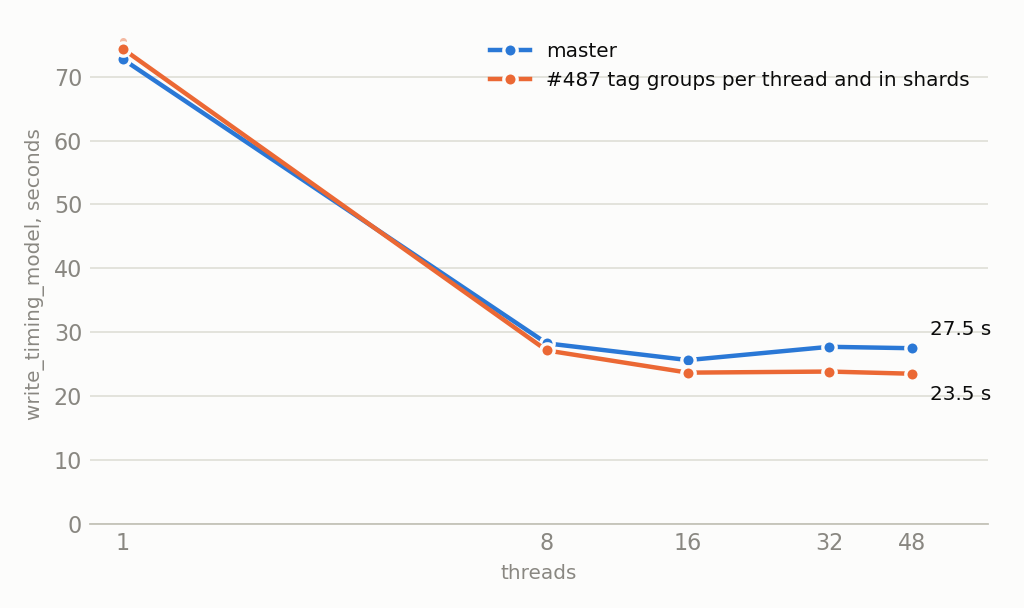 master
#487 tag groups per thread and in shards
write_timing_model, seconds
70
60
50
40
30
20
10
0
27.5 s
23.5 s
1 8 16 32 48
threads